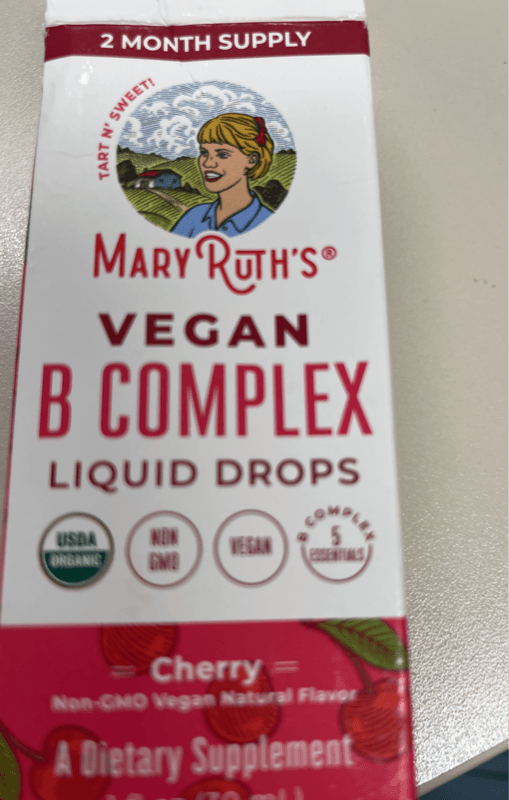 2 MONTH SUPPLY
TART N' SWEET!
MARY RUTH'S®
VEGAN
B COMPLEX
LIQUID DROPS
USDA
ORGANIC
NON
GMO
VEGAN
B COMPLEX
5
ESSENTIALS
Cherry
Non-GMO Vegan Natural Flavor
A Dietary Supplement